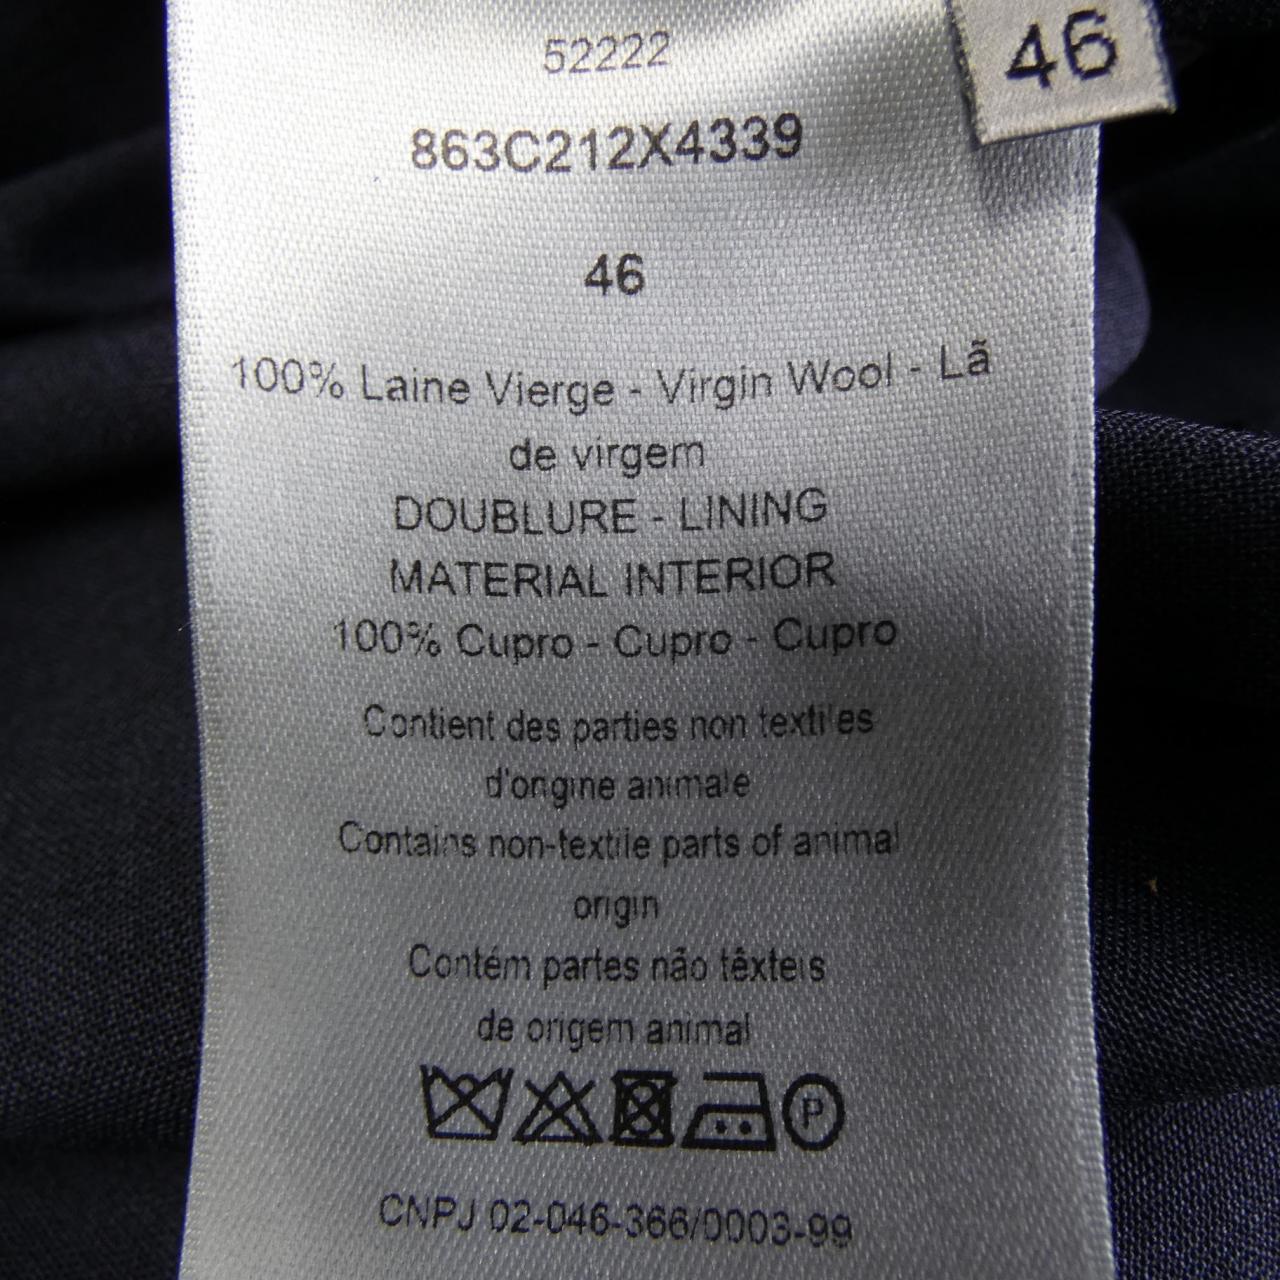 46
52222
863C212X4339
46
100% Laine Vierge - Virgin Wool - Lã
de virgem
DOUBLURE - LINING
MATERIAL INTERIOR
100% Cupro - Cupro - Cupro
Contient des parties non textiles
d'origine animale
Contains non-textile parts of animal
origin
Contém partes não têxteis
de origem animal
P
CNPJ 02-046-366/0003-99